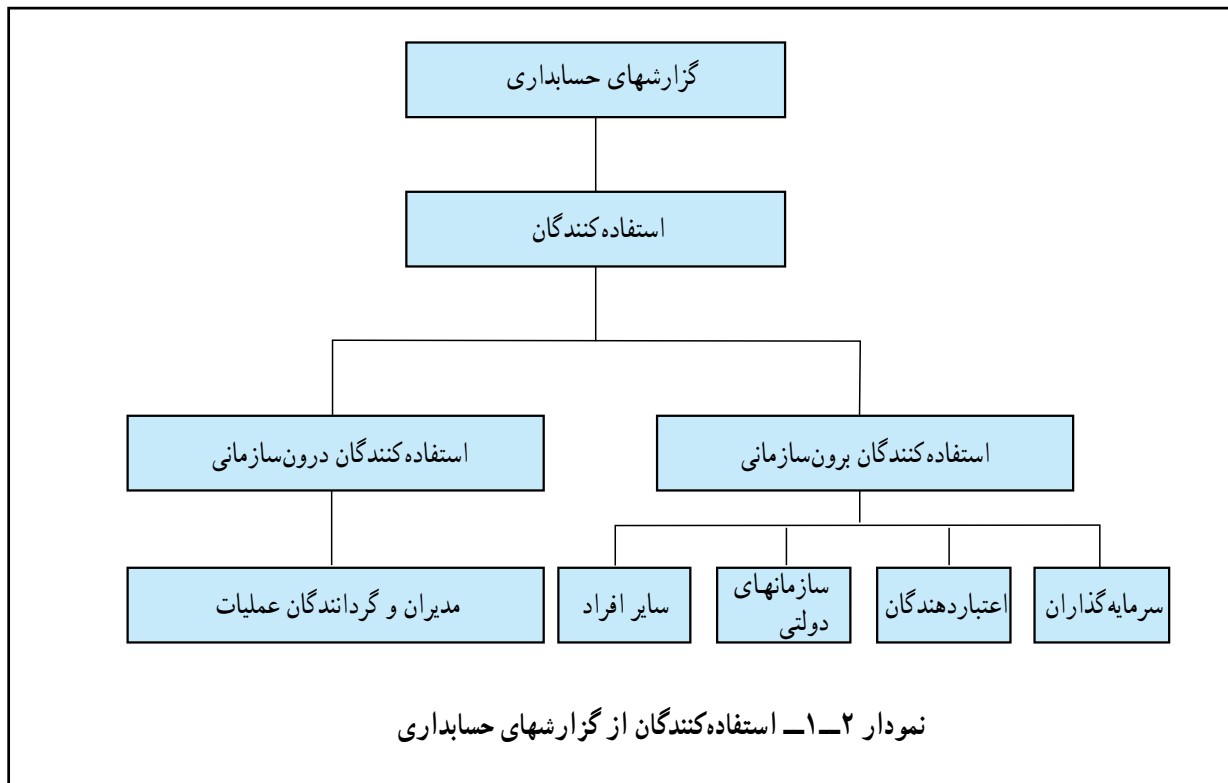 گزارشهای حسابداری
استفاده‌کنندگان
استفاده‌کنندگان برون‌سازمانی
استفاده‌کنندگان درون‌سازمانی
سرمایه‌گذاران
اعتباردهندگان
سازمانهای
دولتی
سایر افراد
مدیران و گردانندگان عملیات
نمودار ۲ــ۱ــ استفاده‌کنندگان از گزارشهای حسابداری